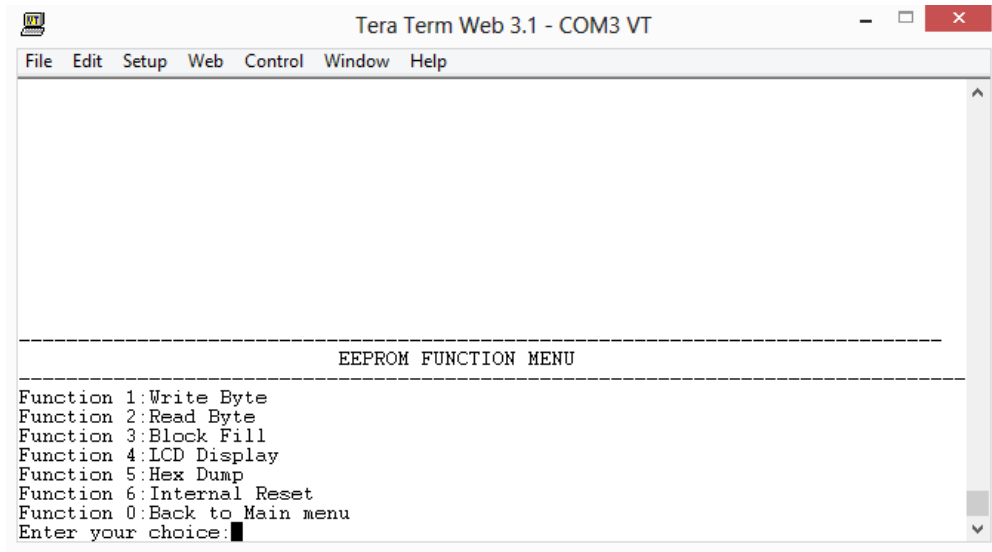 Tera Term Web 3.1 - COM3 VT
File Edit Setup Web Control Window Help
EEPROM FUNCTION MENU
Function 1:Write Byte
Function 2:Read Byte
Function 3:Block Fill
Function 4:LCD Display
Function 5:Hex Dump
Function 6:Internal Reset
Function 0:Back to Main menu
Enter your choice: